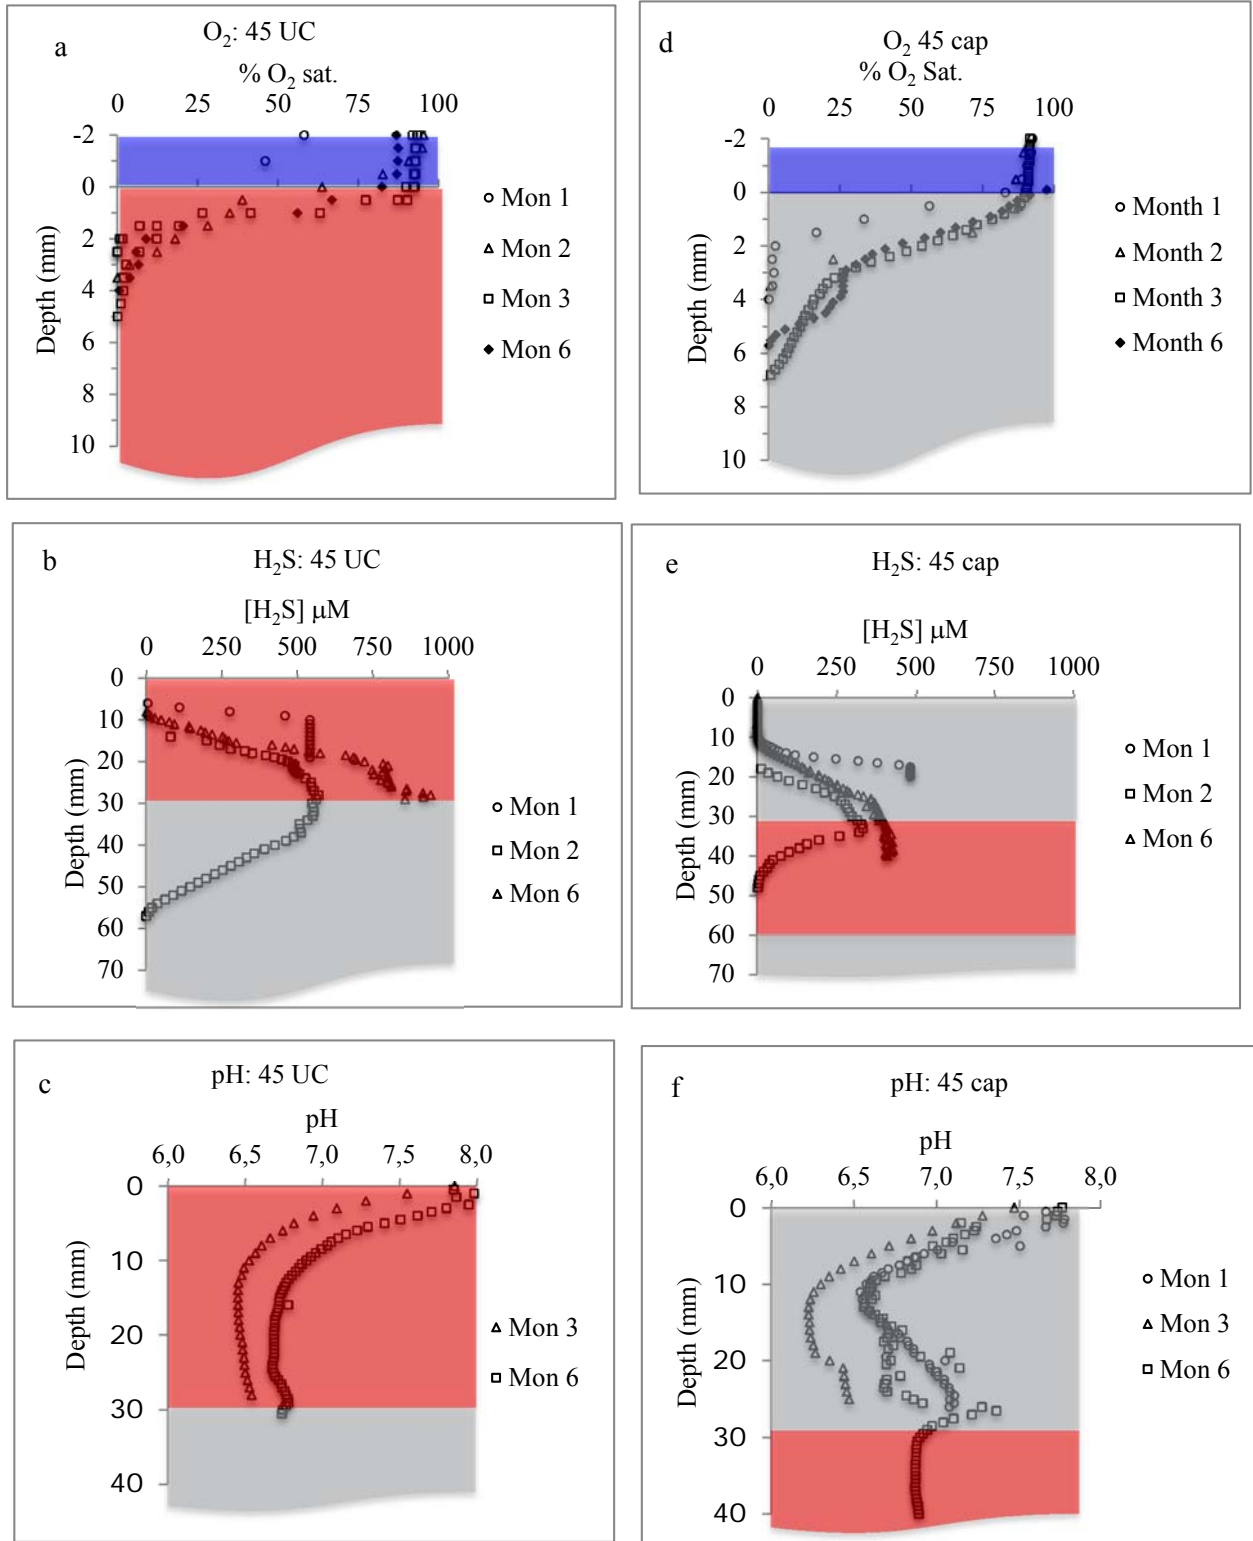 a
O2: 45 UC
% O2 sat.
0 25 50 75 100
-2
0
2
4
6
8
10
Depth (mm)
Mon 1
Mon 2
Mon 3
Mon 6
d
O2 45 cap
% O2 Sat.
0 25 50 75 100
-2
0
2
4
6
8
10
Depth (mm)
Month 1
Month 2
Month 3
Month 6
b
H2S: 45 UC
[H2S] µM
0 250 500 750 1000
0
10
20
30
40
50
60
70
Depth (mm)
Mon 1
Mon 2
Mon 6
e
H2S: 45 cap
[H2S] µM
0 250 500 750 1000
0
10
20
30
40
50
60
70
Depth (mm)
Mon 1
Mon 2
Mon 6
c
pH: 45 UC
pH
6,0 6,5 7,0 7,5 8,0
0
10
20
30
40
Depth (mm)
Mon 3
Mon 6
f
pH: 45 cap
pH
6,0 6,5 7,0 7,5 8,0
0
10
20
30
40
Depth (mm)
Mon 1
Mon 3
Mon 6